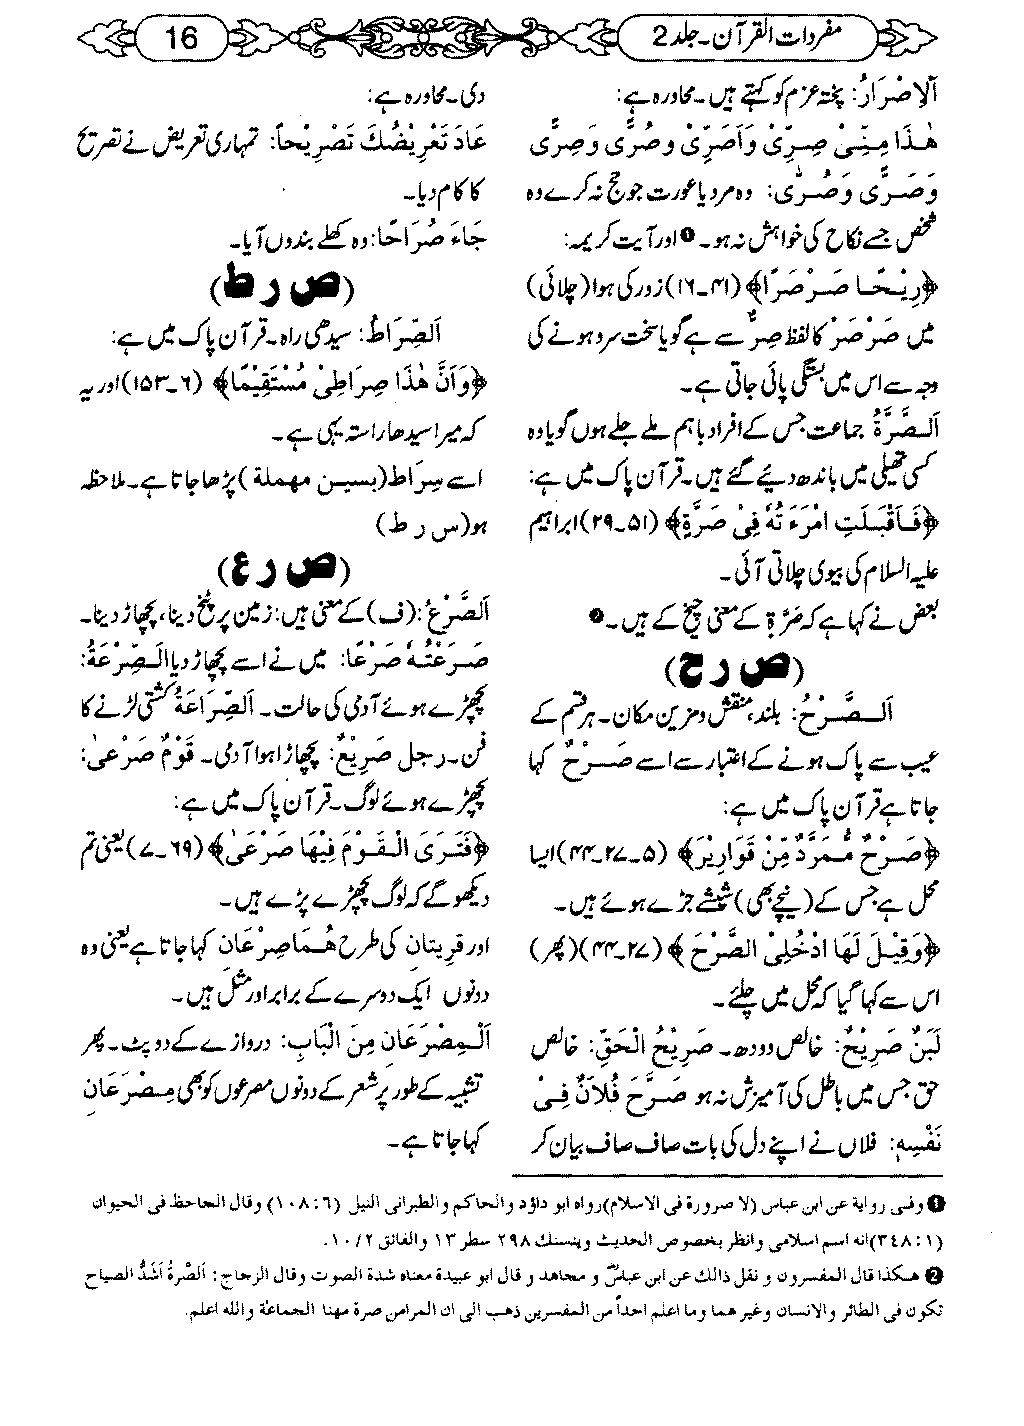 مفردات القرآن۔جلد 2
16
اَلْاِصْرَارُ: پختہ عزم کو کہتے ہیں۔محاورہ ہے:
هٰذَا مِنِّیْ صِرِّیْ وَاَصَرِّیْ وَصُرِّی وَصِرِّی
وَصَرِّی وَصُرّٰی: وہ مرد یا عورت جو حج نہ کرے وہ
شخص جسے نکاح کی خواہش نہ ہو۔❶ اور آیت کریمہ:
﴿رِیْحًا صَرْصَرًا﴾ (۴۱۔۱۶) زور کی ہوا (چلائی)
میں صَرْصَرْ کا لفظ صِرٌّ سے ہے گویا سخت سرد ہونے کی
وجہ سے اس میں بستگی پائی جاتی ہے۔
اَلصَّرَّةُ جماعت جس کے افراد باہم ملے جلے ہوں گویا وہ
کسی تھیلی میں باندھ دیئے گئے ہیں۔قرآن پاک میں ہے:
﴿فَاَقْبَلَتِ امْرَءَتُهٗ فِیْ صَرَّةٍ﴾ (۵۱۔۲۹) ابراہیم
علیہ السلام کی بیوی چلاتی آئی۔
بعض نے کہا ہے کہ صَرَّةٍ کے معنی چیخ کے ہیں۔❷
(ص ر ح)
اَلصَّرْحُ: بلند، منقش و مزین مکان۔ ہر قسم کے
عیب سے پاک ہونے کے اعتبار سے اسے صَرْحٌ کہا
جاتا ہے قرآن پاک میں ہے:
﴿صَرْحٌ مُّمَرَّدٌ مِّنْ قَوَارِیْرَ﴾ (۵۔۲۷۔۴۴) ایسا
محل ہے جس کے (نیچے بھی) شیشے جڑے ہوئے ہیں۔
﴿وَقِیْلَ لَهَا ادْخُلِیْ الصَّرْحَ﴾ (۲۷۔۴۴) (پھر)
اس سے کہا گیا کہ محل میں چلئے۔
لَبَنٌ صَرِیْحٌ: خالص دودھ۔ صَرِیْحُ الْحَقِّ: خالص
حق جس میں باطل کی آمیزش نہ ہو صَرَّحَ فُلَانٌ فِیْ
نَفْسِهٖ: فلاں نے اپنے دل کی بات صاف صاف بیان کر
دی۔محاورہ ہے:
عَادَ تَعْرِیْضُكَ تَصْرِیْحاً: تمہاری تعریض نے تصریح
کا کام دیا۔
جَاءَ صُرَاحًا: وہ کھلے بندوں آیا۔
(ص ر ط)
اَلصِّرَاطُ: سیدھی راہ۔قرآن پاک میں ہے:
﴿وَاَنَّ هٰذَا صِرَاطِیْ مُسْتَقِیْمًا﴾ (۶۔۱۵۳) اور یہ
کہ میرا سیدھا راستہ یہی ہے۔
اسے سِرَاط (بسین مهملة) پڑھا جاتا ہے۔ملاحظہ
ہو (س ر ط)
(ص ر ع)
اَلصَّرْعُ: (ف) کے معنی ہیں: زمین پر پٹخ دینا، پچھاڑ دینا۔
صَرَعْتُهٗ صَرْعًا: میں نے اسے پچھاڑ دیا اَلصِّرْعَةُ:
پچھڑے ہوئے آدمی کی حالت۔ اَلصِّرَاعَةُ کشتی لڑنے کا
فن۔رجل صَرِیْعٌ: پچھاڑا ہوا آدمی۔ قَوْمٌ صَرْعیٰ:
پچھڑے ہوئے لوگ۔قرآن پاک میں ہے:
﴿فَتَرَی الْقَوْمَ فِیْهَا صَرْعٰی﴾ (۶۹۔۷) یعنی تم
دیکھو گے کہ لوگ پچھڑے پڑے ہیں۔
اور قریتان کی طرح هُمَا صِرْعَان کہا جاتا ہے یعنی وہ
دونوں ایک دوسرے کے برابر اور مثل ہیں۔
اَلْمِصْرَعَانِ مِنَ الْبَابِ: دروازے کے دو پٹ۔ پھر
تشبیہ کے طور پر شعر کے دونوں مصرعوں کو بھی مِصْرَعَانِ
کہا جاتا ہے۔
❶ وفی رواية عن ابن عباس (لا صرورة فی الاسلام) رواه ابو داؤد والحاکم والطبرانی النیل (۱۰۸:۶) وقال الجاحظ فی الحیوان
(۳۴۸:۱) انه اسم اسلامی وانظر بخصوص الحدیث وینسنك ۲۹۸ سطر ۱۳ والفائق ۱۰/۲.
❷ هکذا قال المفسرون و نقل ذالك عن ابن عباسؓ و مجاهد و قال ابو عبیدة معناه شدة الصوت وقال الزجاج: اَلصَّرَّةُ اَشَدُّ الصیاح
تکون فی الطائر والانسان وغیر هما وما اعلم احداً من المفسرین ذهب الی ان المرامن صرة مهنا الجماعة والله اعلم.